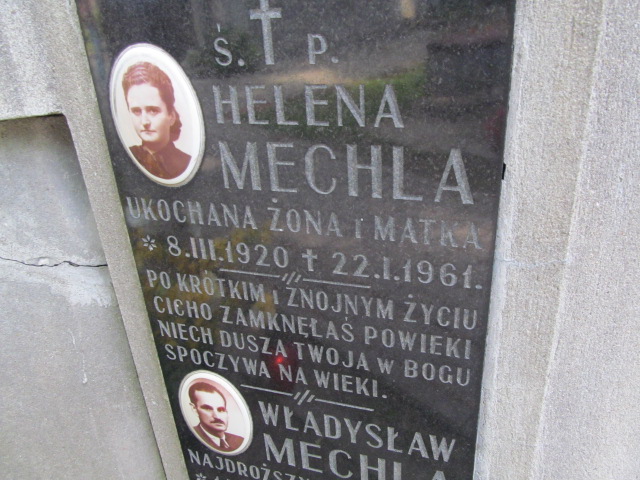 Ś. † P.
HELENA
MECHLA
UKOCHANA ŻONA i MATKA
* 8.III.1920 † 22.I.1961.
PO KRÓTKIM i ZNOJNYM ŻYCIU
CICHO ZAMKNĘŁAŚ POWIEKI
NIECH DUSZA TWOJA W BOGU
SPOCZYWA NA WIEKI.
WŁADYSŁAW
MECHLA